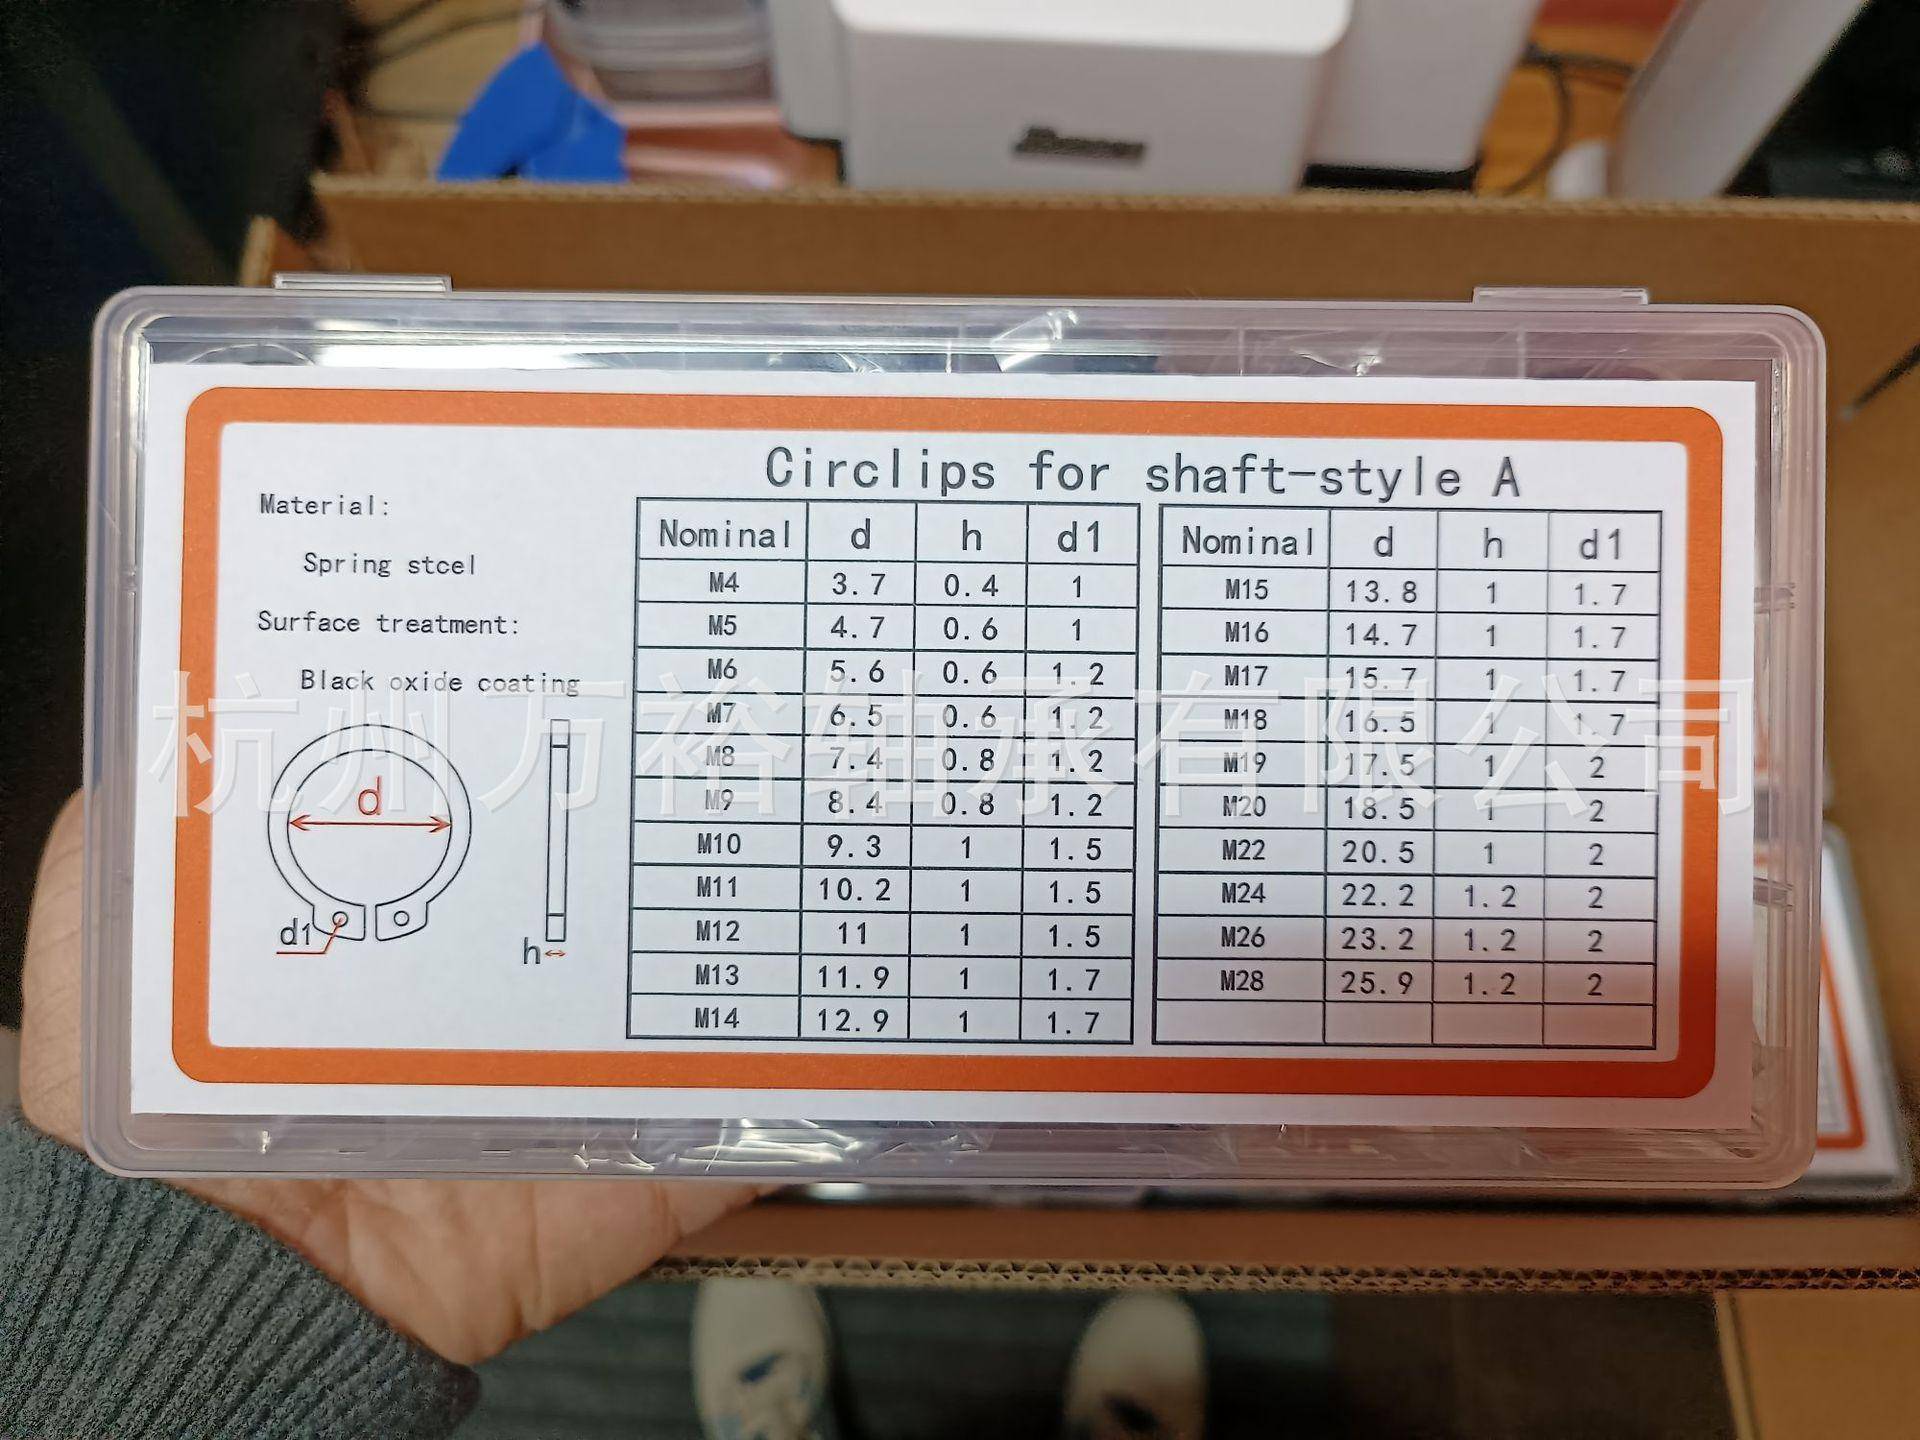 Circlips for shaft-style A
Material:
Spring stcel
Surface treatment:
Black oxide coating
d
d1
h
Nominal d h d1
M4 3.7 0.4 1
M5 4.7 0.6 1
M6 5.6 0.6 1.2
M7 6.5 0.6 1.2
M8 7.4 0.8 1.2
M9 8.4 0.8 1.2
M10 9.3 1 1.5
M11 10.2 1 1.5
M12 11 1 1.5
M13 11.9 1 1.7
M14 12.9 1 1.7
Nominal d h d1
M15 13.8 1 1.7
M16 14.7 1 1.7
M17 15.7 1 1.7
M18 16.5 1 1.7
M19 17.5 1 2
M20 18.5 1 2
M22 20.5 1 2
M24 22.2 1.2 2
M26 23.2 1.2 2
M28 25.9 1.2 2
杭州万裕轴承有限公司